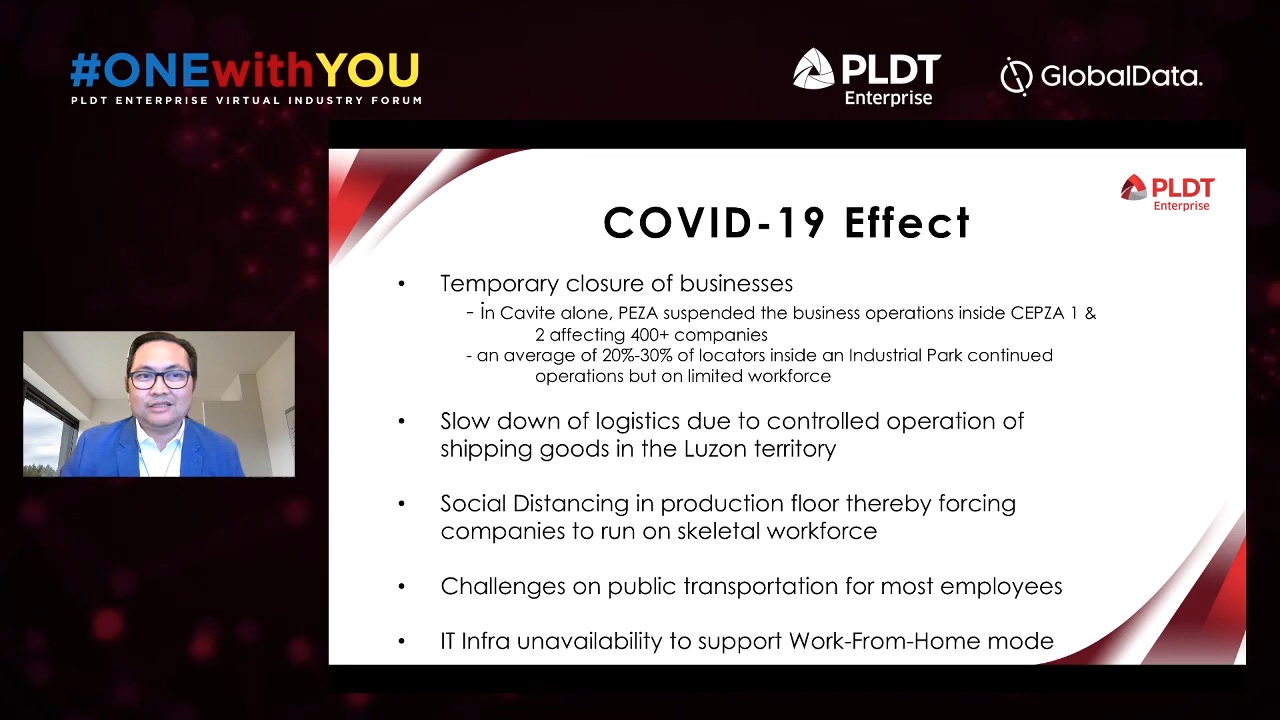 #ONEwithYOU
PLDT ENTERPRISE VIRTUAL INDUSTRY FORUM
PLDT
Enterprise
GlobalData.
PLDT
Enterprise
COVID-19 Effect
• Temporary closure of businesses
- in Cavite alone, PEZA suspended the business operations inside CEPZA 1 &
2 affecting 400+ companies
- an average of 20%-30% of locators inside an Industrial Park continued
operations but on limited workforce
• Slow down of logistics due to controlled operation of
shipping goods in the Luzon territory
• Social Distancing in production floor thereby forcing
companies to run on skeletal workforce
• Challenges on public transportation for most employees
• IT Infra unavailability to support Work-From-Home mode